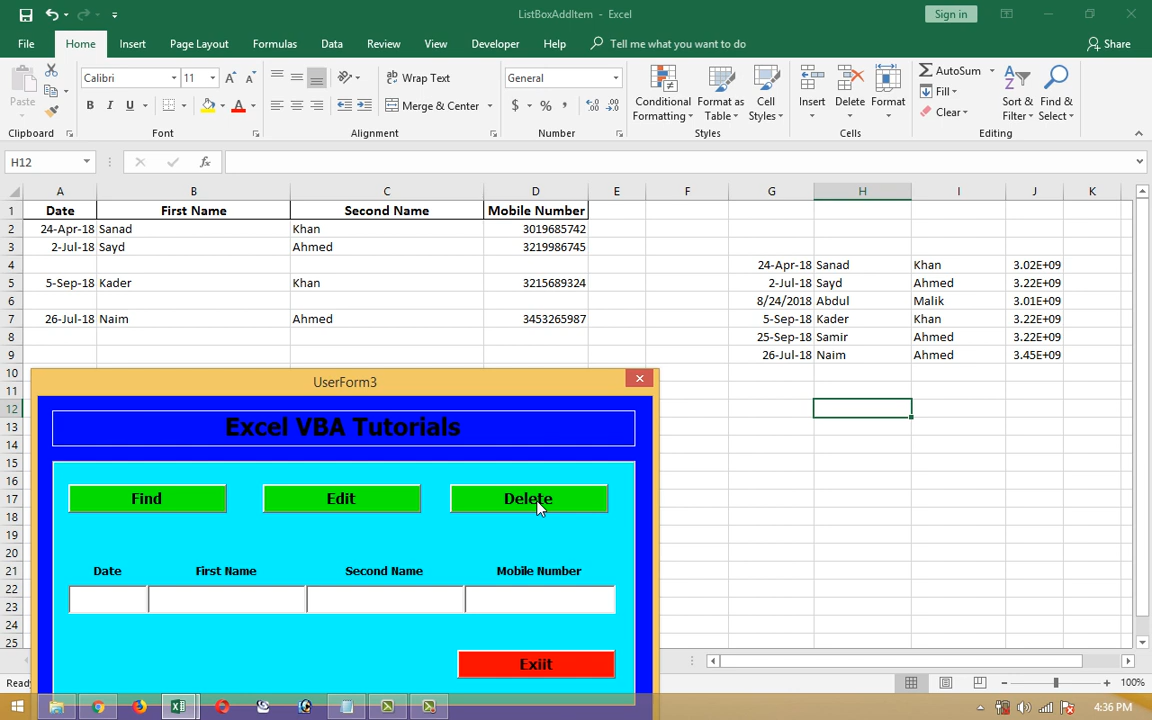 ListBoxAddItem - Excel
Sign in
File Home Insert Page Layout Formulas Data Review View Developer Help Tell me what you want to do Share
Paste
Calibri 11
Wrap Text
General
Conditional Formatting
Format as Table
Cell Styles
Insert
Delete
Format
AutoSum
Fill
Clear
Sort & Filter
Find & Select
B I U
Merge & Center
$ % ,
Clipboard Font Alignment Number Styles Cells Editing
H12 fx
A B C D E F G H I J K
1 Date First Name Second Name Mobile Number
2 24-Apr-18 Sanad Khan 3019685742
3 2-Jul-18 Sayd Ahmed 3219986745
4 24-Apr-18 Sanad Khan 3.02E+09
5 5-Sep-18 Kader Khan 3215689324 2-Jul-18 Sayd Ahmed 3.22E+09
6 8/24/2018 Abdul Malik 3.01E+09
7 26-Jul-18 Naim Ahmed 3453265987 5-Sep-18 Kader Khan 3.22E+09
8 25-Sep-18 Samir Ahmed 3.22E+09
9 26-Jul-18 Naim Ahmed 3.45E+09
10
11
12
13
14
15
16
17
18
19
20
21
22
23
24
25
UserForm3
Excel VBA Tutorials
Find Edit Delete
Date First Name Second Name Mobile Number
Exiit
Read
100%
4:36 PM